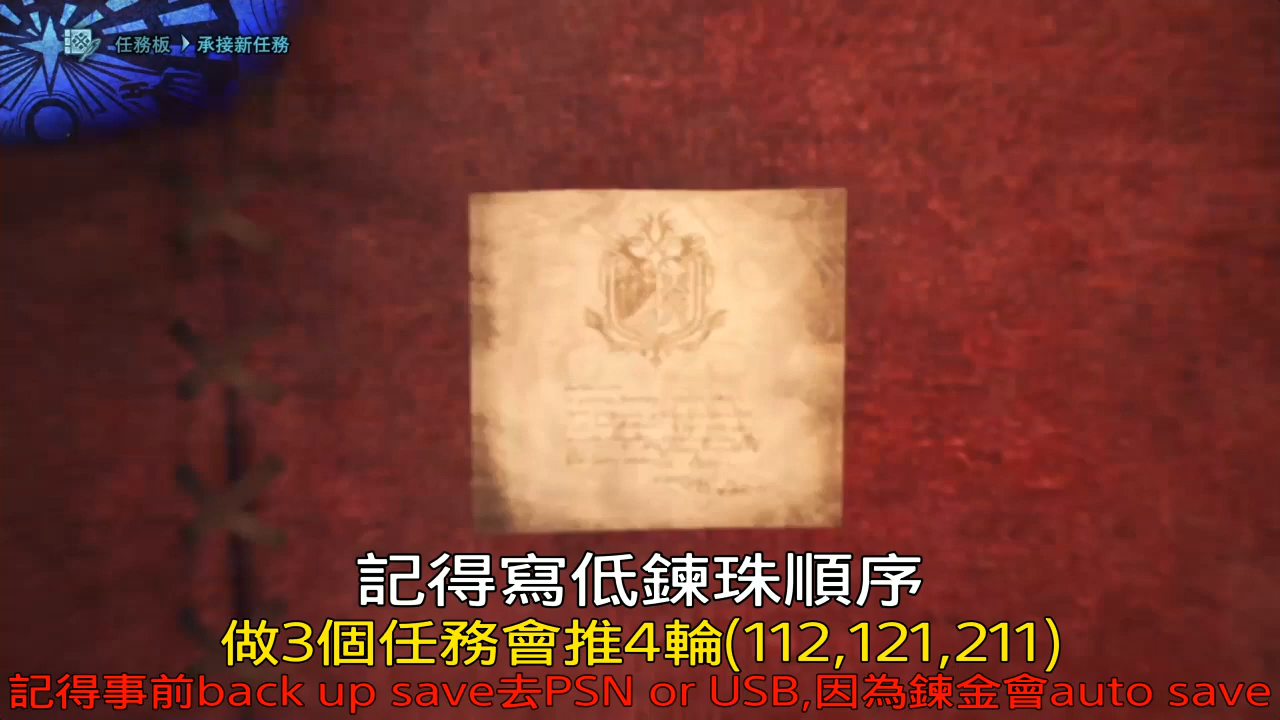 任務板 承接新任務
記得寫低鍊珠順序
做3個任務會推4輪(112,121,211)
記得事前back up save去PSN or USB,因為鍊金會auto save